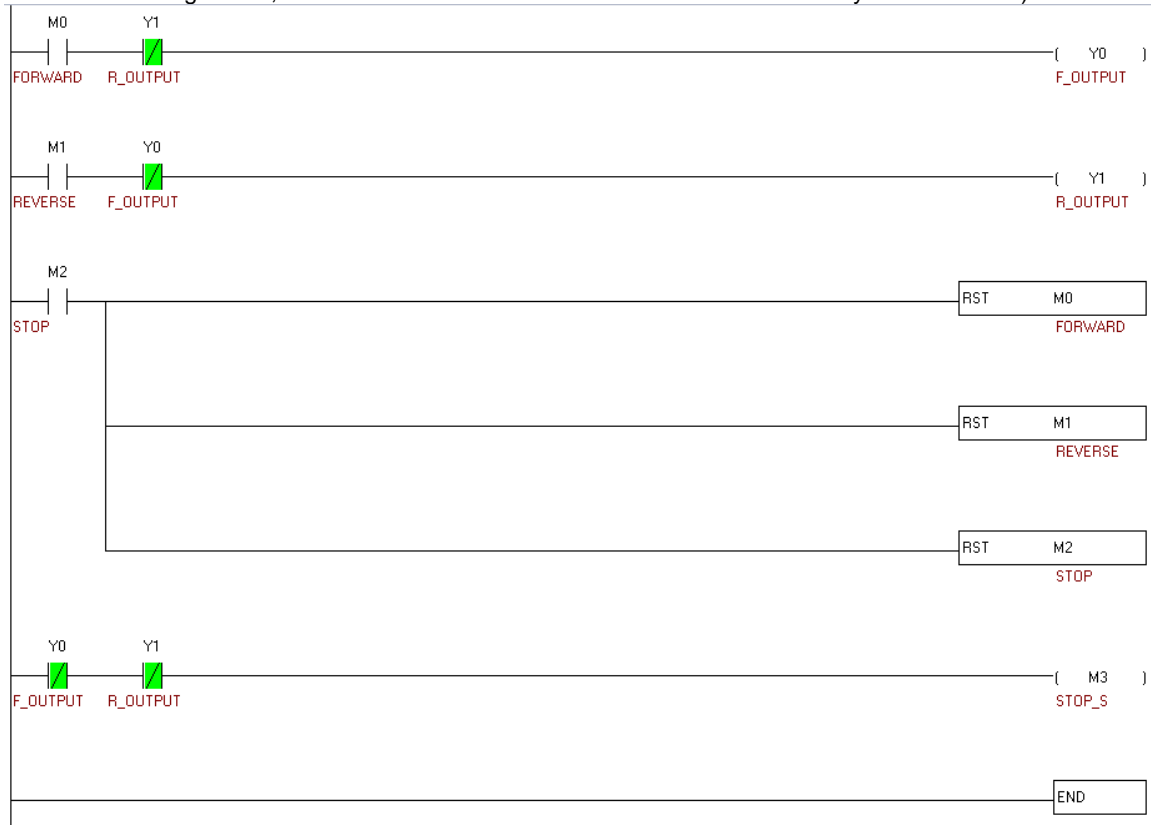 M0 Y1
( Y0 )
FORWARD R_OUTPUT F_OUTPUT
M1 Y0
( Y1 )
REVERSE F_OUTPUT R_OUTPUT
M2
RST M0
STOP FORWARD
RST M1
REVERSE
RST M2
STOP
Y0 Y1
( M3 )
F_OUTPUT R_OUTPUT STOP_S
END